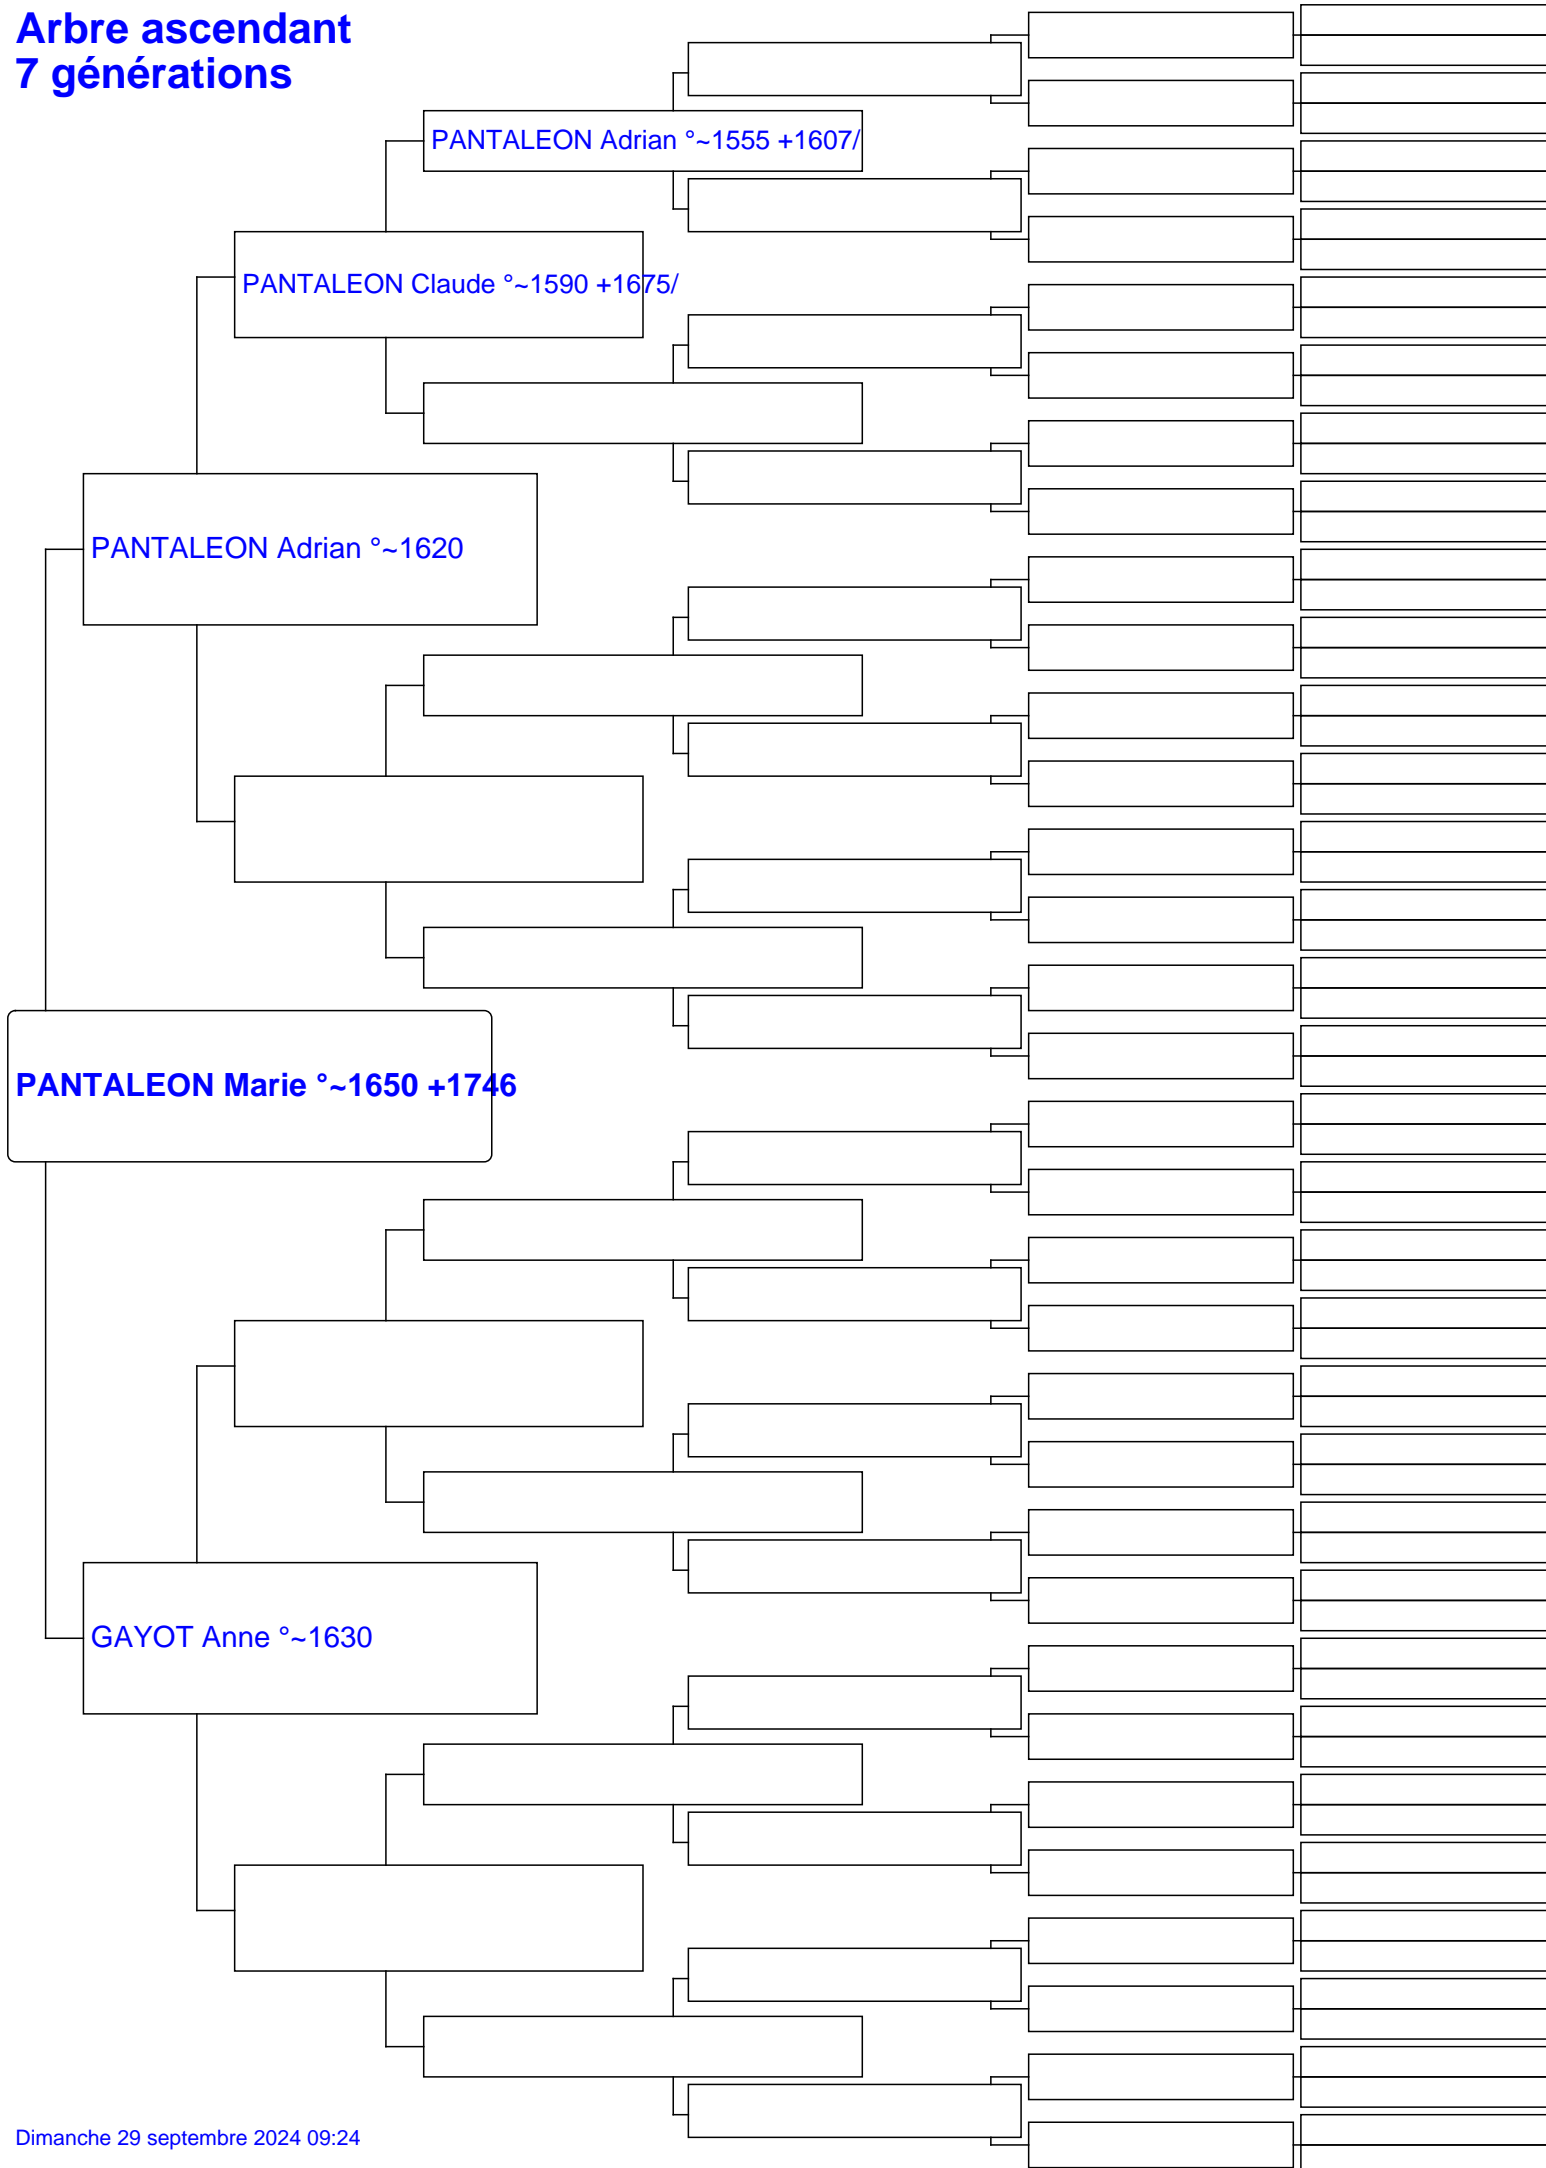 Arbre ascendant
7 générations
PANTALEON Adrian °~1555 +1607/
PANTALEON Claude °~1590 +1675/
PANTALEON Adrian °~1620
PANTALEON Marie °~1650 +1746
GAYOT Anne °~1630
Dimanche 29 septembre 2024 09:24